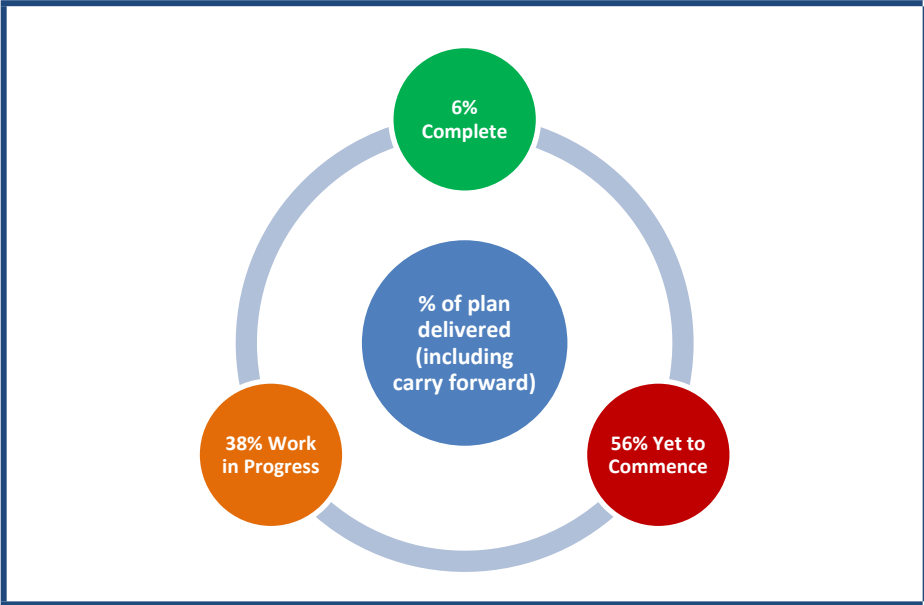 6%
Complete
% of plan
delivered
(including
carry forward)
38% Work
in Progress
56% Yet to
Commence